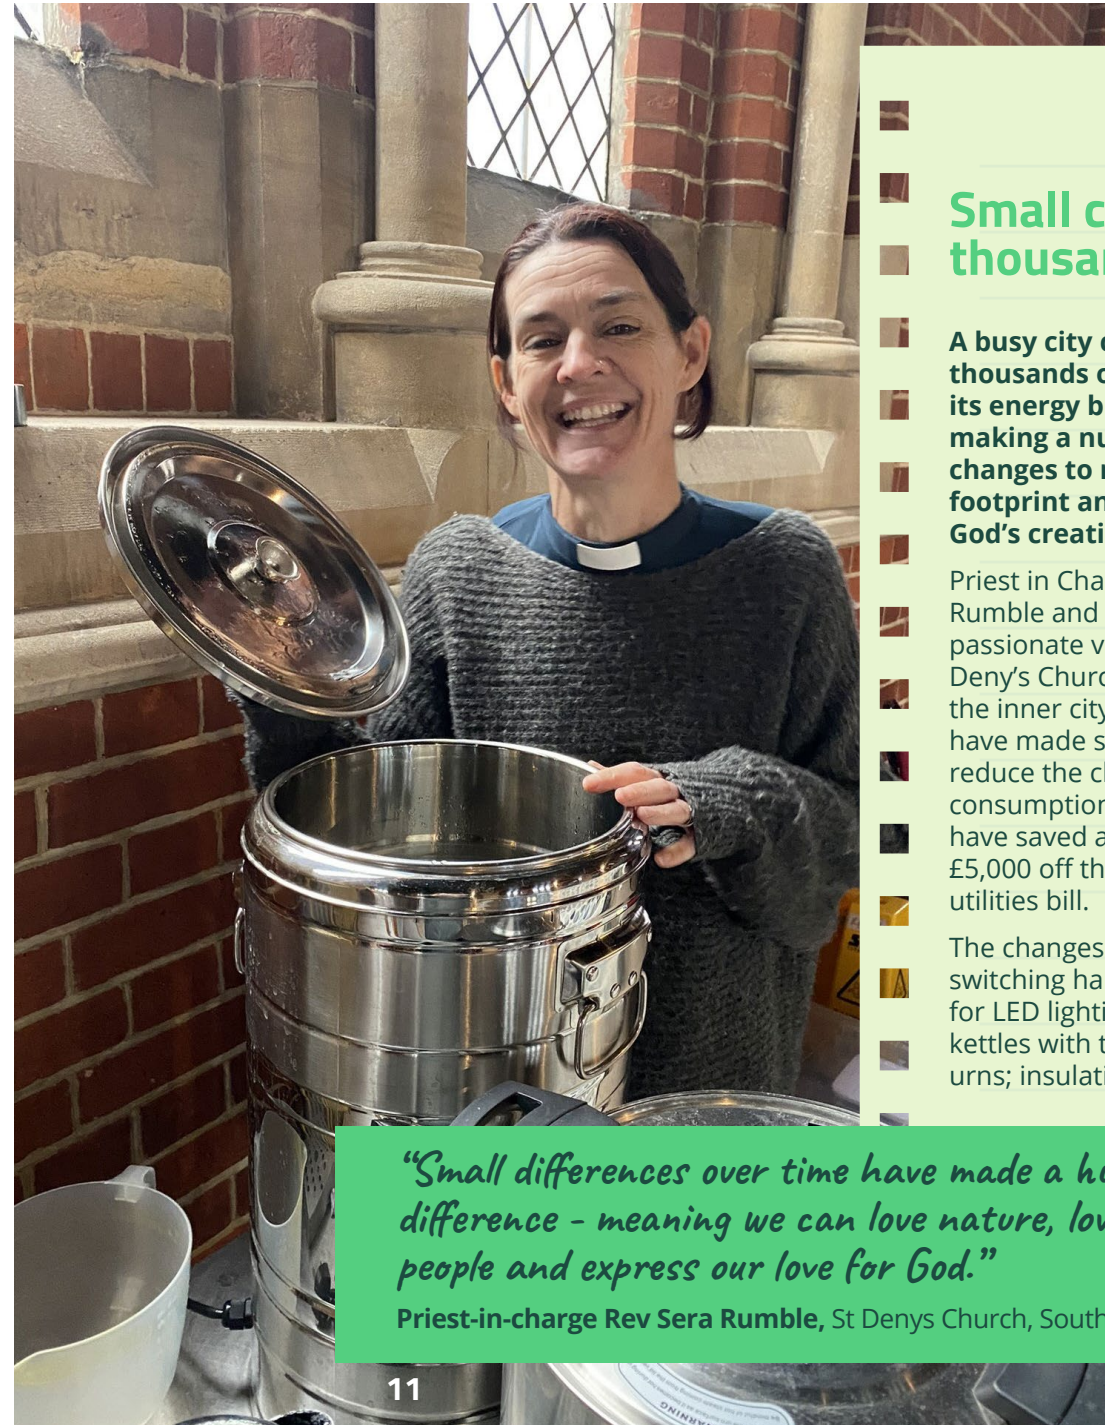 Small c
thousan
A busy city c
thousands o
its energy b
making a nu
changes to r
footprint an
God’s creati
Priest in Cha
Rumble and
passionate v
Deny’s Churc
the inner city
have made s
reduce the c
consumption
have saved a
£5,000 off th
utilities bill.
The changes
switching ha
for LED lighti
kettles with t
urns; insulati
“Small differences over time have made a h
difference - meaning we can love nature, lov
people and express our love for God.”
Priest-in-charge Rev Sera Rumble, St Denys Church, South
11
WARNING